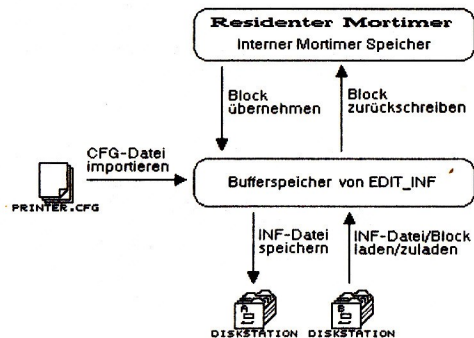 Residenter Mortimer
Interner Mortimer Speicher
Block
übernehmen
Block
zurückschreiben
CFG-Datei
importieren
PRINTER.CFG
Bufferspeicher von EDIT_INF
INF-Datei
speichern
INF-Datei/Block
laden/zuladen
A
B
DISKSTATION
DISKSTATION